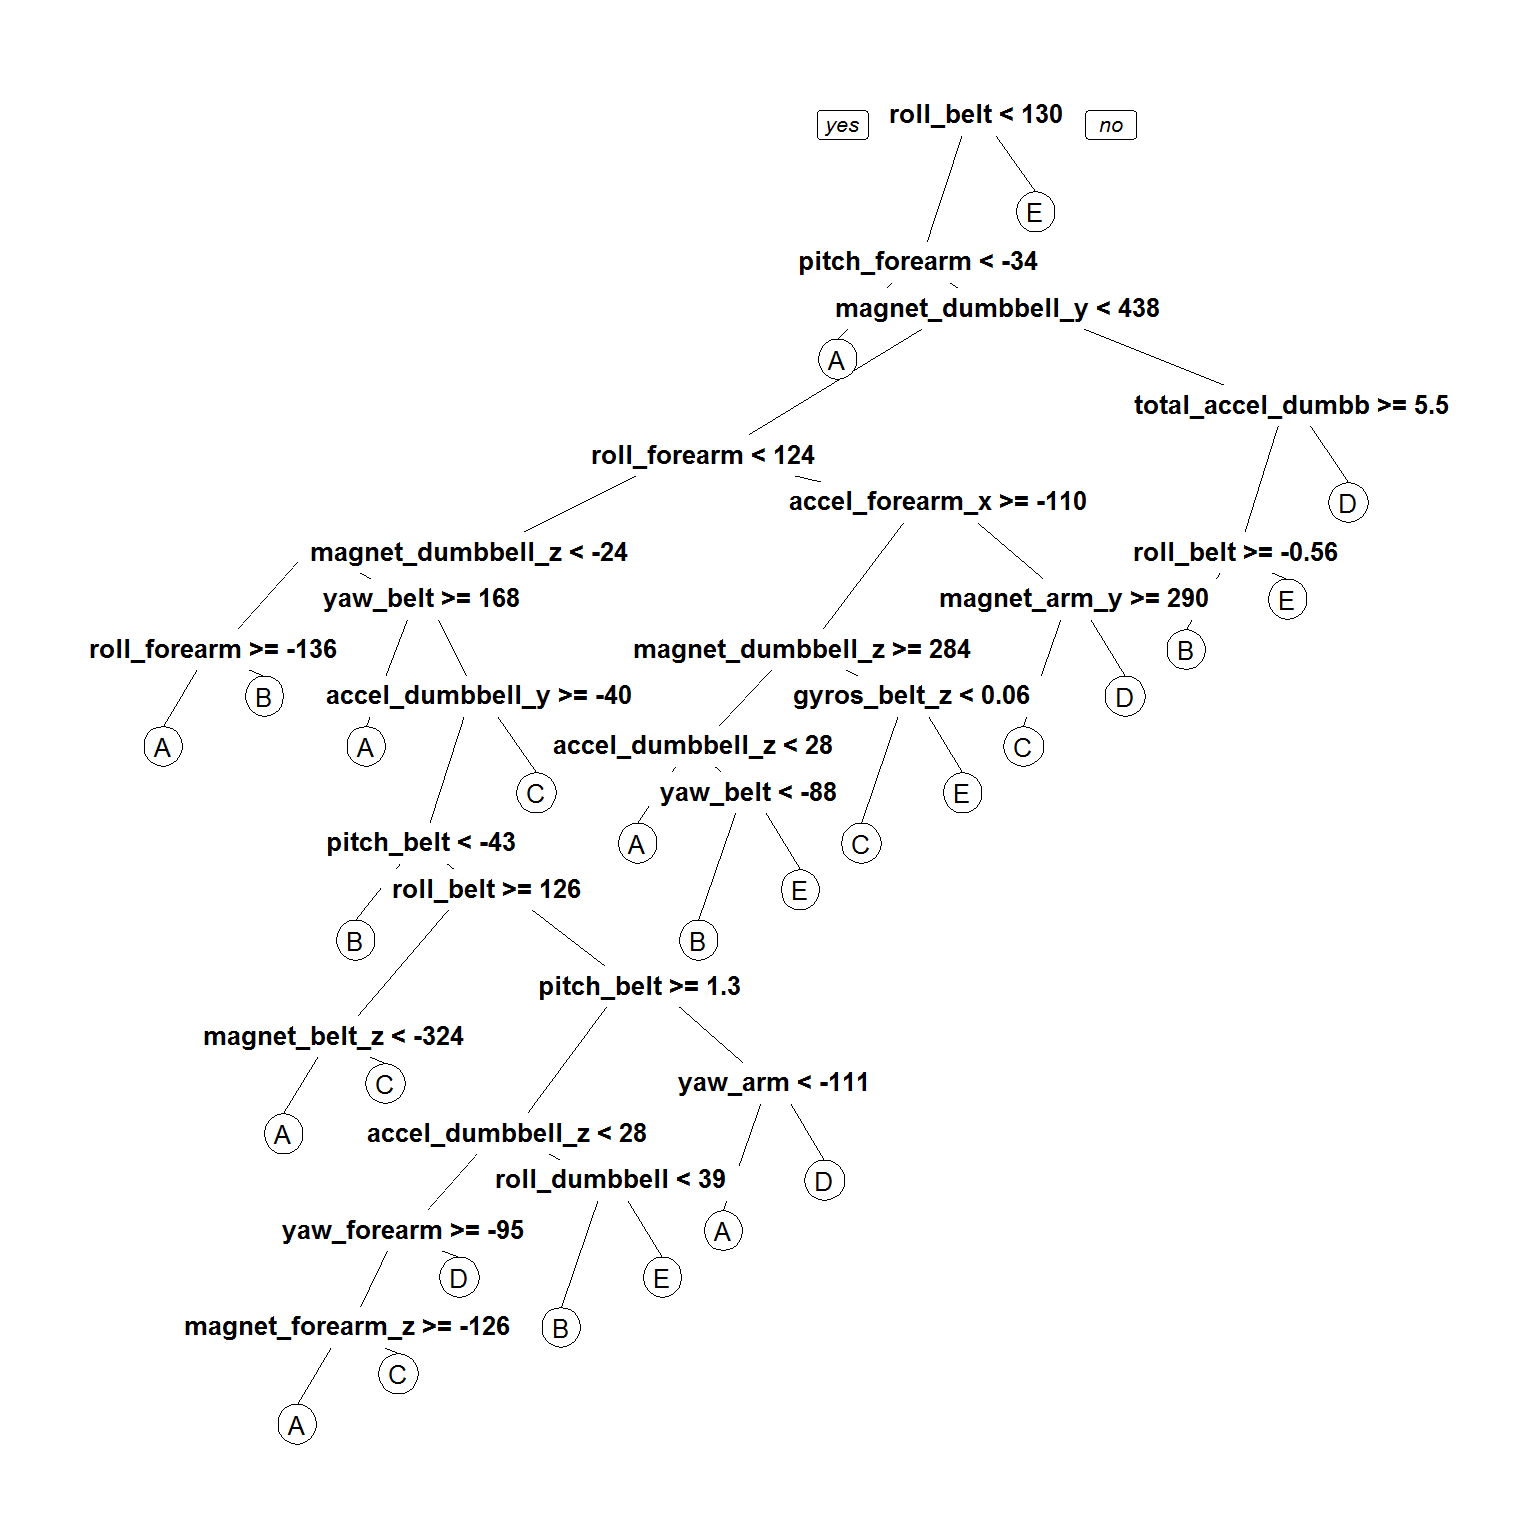 yes roll_belt < 130 no
E
pitch_forearm < -34
magnet_dumbbell_y < 438
A
total_accel_dumbb >= 5.5
roll_forearm < 124
accel_forearm_x >= -110
D
magnet_dumbbell_z < -24
roll_belt >= -0.56
yaw_belt >= 168
magnet_arm_y >= 290
E
roll_forearm >= -136
magnet_dumbbell_z >= 284
B
B
accel_dumbbell_y >= -40
gyros_belt_z < 0.06
D
A
A
accel_dumbbell_z < 28
C
C
yaw_belt < -88
E
pitch_belt < -43
A
C
roll_belt >= 126
E
B
B
pitch_belt >= 1.3
magnet_belt_z < -324
C
yaw_arm < -111
A
accel_dumbbell_z < 28
roll_dumbbell < 39
D
yaw_forearm >= -95
A
D
E
magnet_forearm_z >= -126
B
C
A